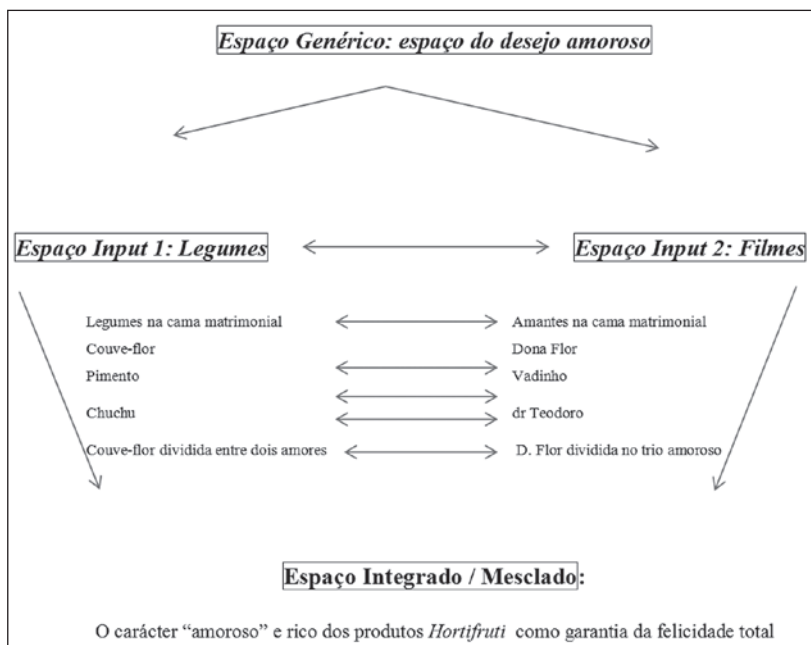 Espaço Genérico: espaço do desejo amoroso
Espaço Input 1: Legumes
Espaço Input 2: Filmes
Legumes na cama matrimonial
Amantes na cama matrimonial
Couve-flor
Dona Flor
Pimento
Vadinho
Chuchu
dr Teodoro
Couve-flor dividida entre dois amores
D. Flor dividida no trio amoroso
Espaço Integrado / Mesclado:
O carácter “amoroso” e rico dos produtos Hortifruti como garantia da felicidade total